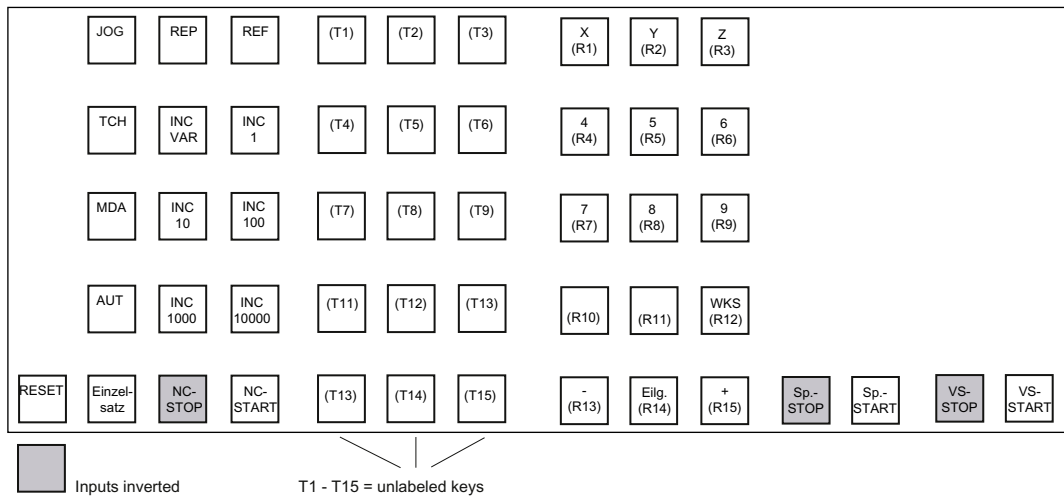 JOG REP REF (T1) (T2) (T3) X Y Z
(R1) (R2) (R3)
TCH INC INC (T4) (T5) (T6) 4 5 6
VAR 1 (R4) (R5) (R6)
MDA INC INC (T7) (T8) (T9) 7 8 9
10 100 (R7) (R8) (R9)
AUT INC INC (T11) (T12) (T13) WKS
1000 10000 (R10) (R11) (R12)
RESET Einzel- NC- NC- (T13) (T14) (T15) - Eilg. + Sp.- Sp.- VS- VS-
satz STOP START (R13) (R14) (R15) STOP START STOP START
Inputs inverted T1 - T15 = unlabeled keys